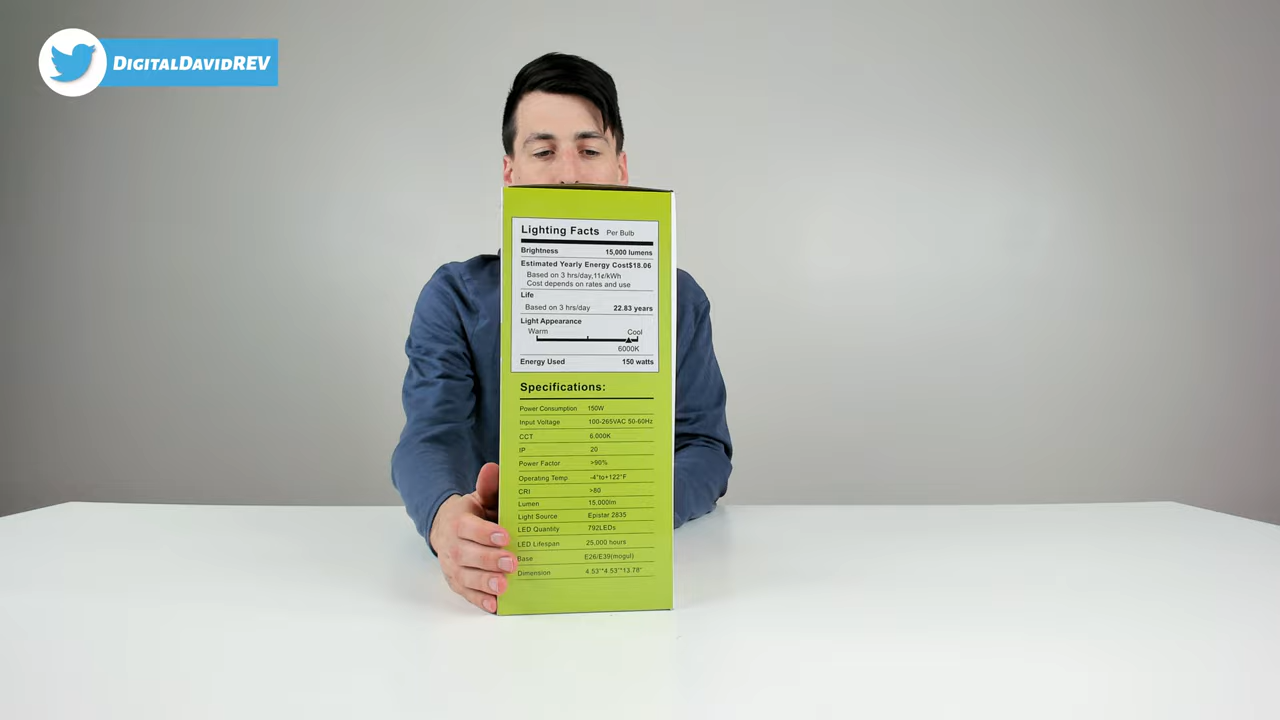 DIGITALDAVIDREV
Lighting Facts Per Bulb
Brightness 15,000 lumens
Estimated Yearly Energy Cost$18.06
Based on 3 hrs/day,11¢/kWh
Cost depends on rates and use
Life
Based on 3 hrs/day 22.83 years
Light Appearance
Warm Cool
6000K
Energy Used 150 watts
Specifications:
Power Consumption 150W
Input Voltage 100-265VAC 50-60Hz
CCT 6.000K
IP 20
Power Factor >90%
Operating Temp -4°to+122°F
CRI >80
Lumen 15.000lm
Light Source Epistar 2835
LED Quantity 792LEDs
LED Lifespan 25,000 hours
Base E26/E39(mogul)
Dimension 4.53"*4.53"*13.78"